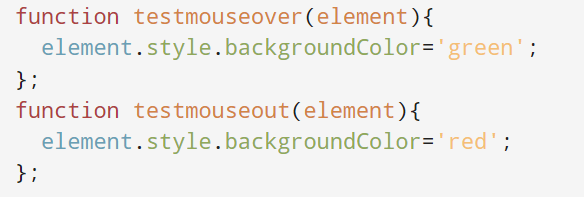 function testmouseover(element){
  element.style.backgroundColor='green';
};
function testmouseout(element){
  element.style.backgroundColor='red';
};